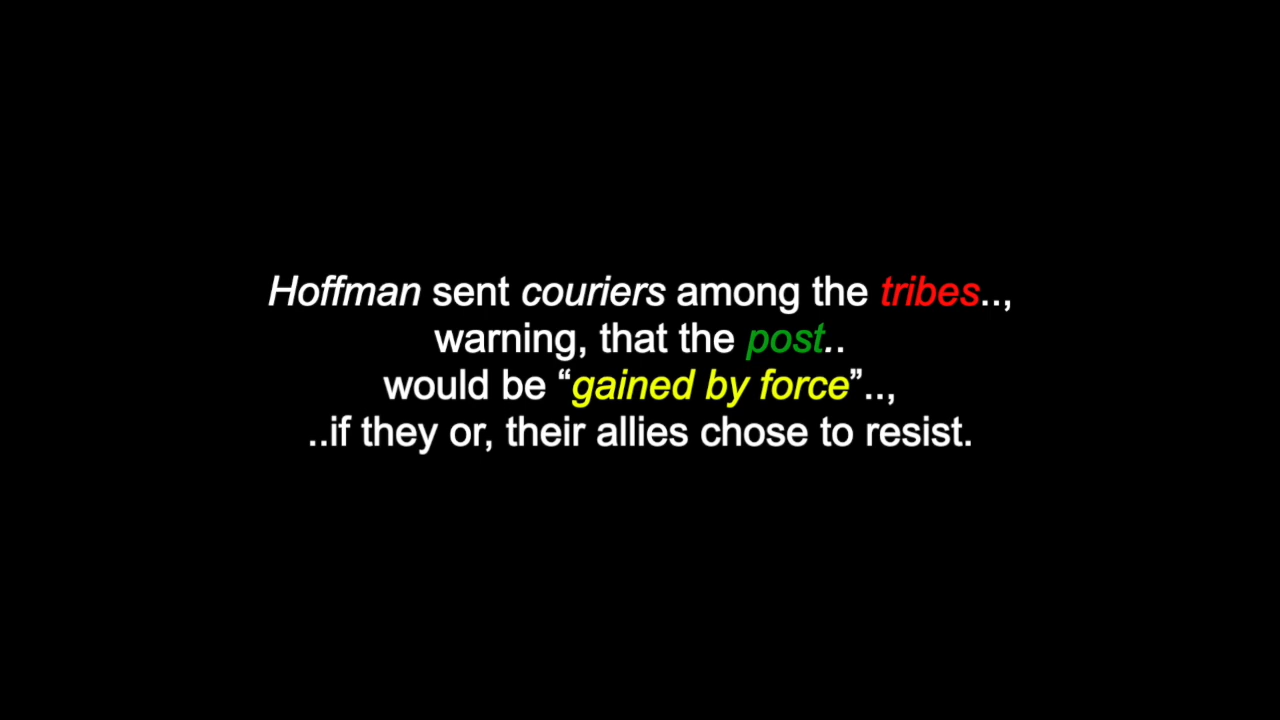 Hoffman sent couriers among the tribes..,
warning, that the post..
would be “gained by force”..,
..if they or, their allies chose to resist.